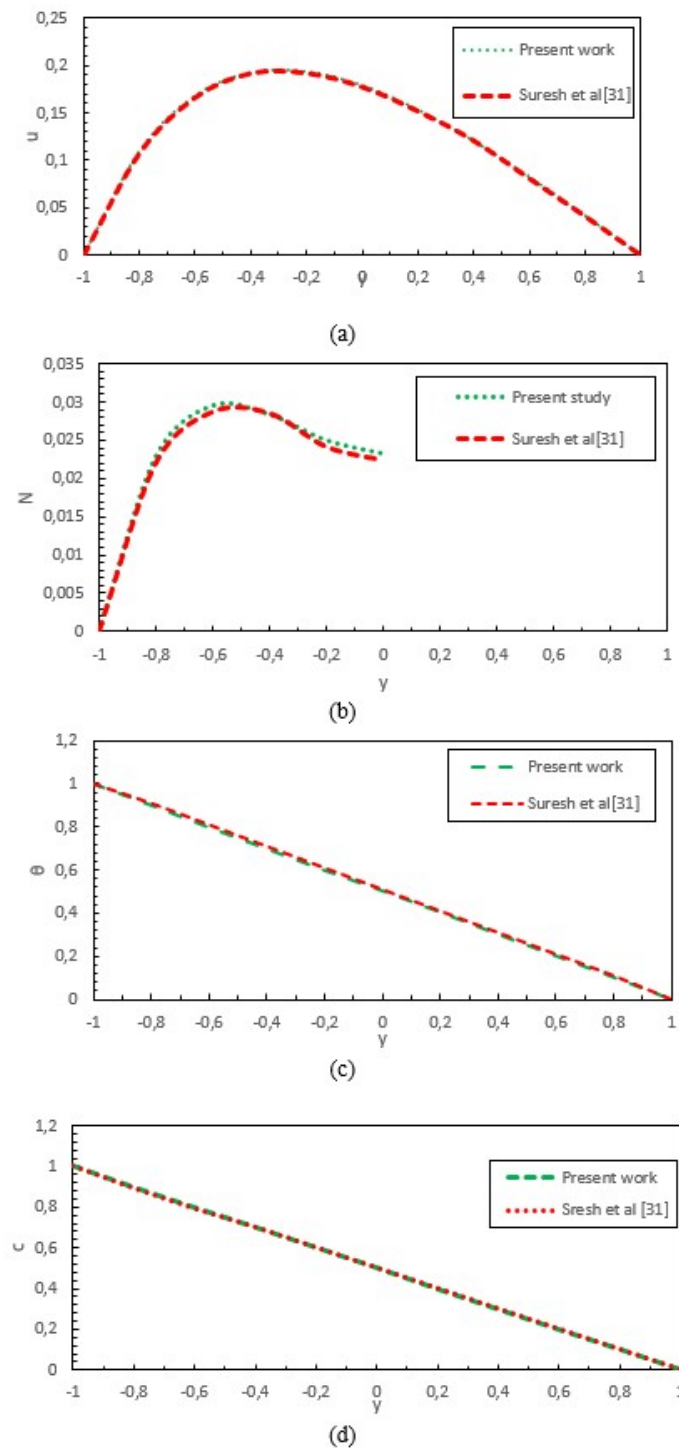 0,25
0,2
0,15
0,1
0,05
0
u
Present work
Suresh et al[31]
-1 -0,8 -0,6 -0,4 -0,2 0 0,2 0,4 0,6 0,8 1
y
(a)
0,035
0,03
0,025
0,02
0,015
0,01
0,005
0
N
Present study
Suresh et al[31]
-1 -0,8 -0,6 -0,4 -0,2 0 0,2 0,4 0,6 0,8 1
y
(b)
1,2
1
0,8
0,6
0,4
0,2
0
θ
Present work
Suresh et al[31]
-1 -0,8 -0,6 -0,4 -0,2 0 0,2 0,4 0,6 0,8 1
y
(c)
1,2
1
0,8
0,6
0,4
0,2
0
c
Present work
Sresh et al [31]
-1 -0,8 -0,6 -0,4 -0,2 0 0,2 0,4 0,6 0,8 1
y
(d)